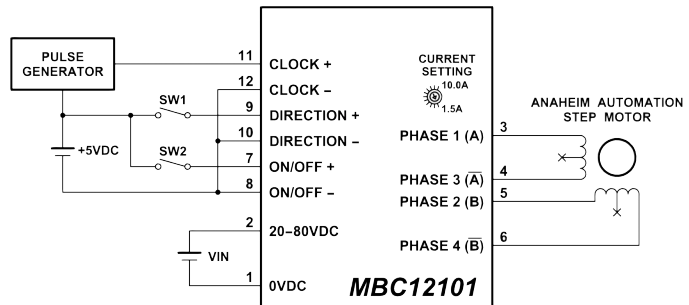 PULSE
GENERATOR
+5VDC
SW1
SW2
VIN
11 CLOCK +
12 CLOCK –
9 DIRECTION +
10 DIRECTION –
7 ON/OFF +
8 ON/OFF –
2 20–80VDC
1 0VDC
CURRENT
SETTING
10.0A
1.5A
PHASE 1 (A) 3
PHASE 3 (A̅) 4
PHASE 2 (B) 5
PHASE 4 (B̅) 6
MBC12101
ANAHEIM AUTOMATION
STEP MOTOR